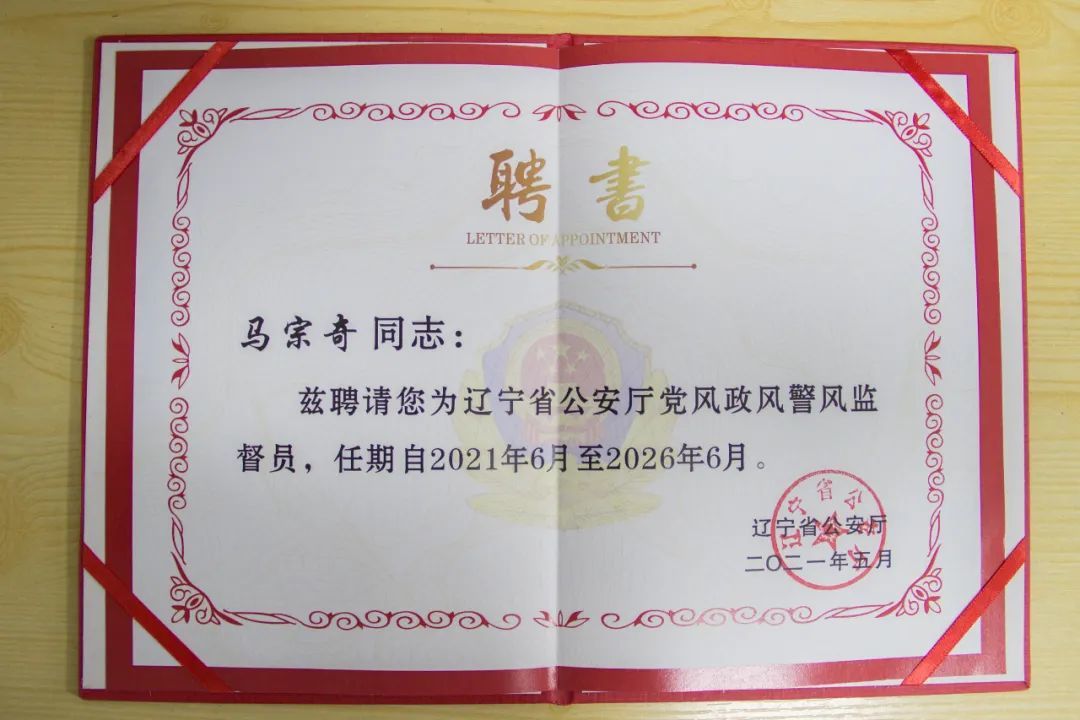 聘书
LETTER OF APPOINTMENT
马宗奇 同志：
兹聘请您为辽宁省公安厅党风政风警风监
督员，任期自2021年6月至2026年6月。
辽宁省公安厅
二〇二一年五月